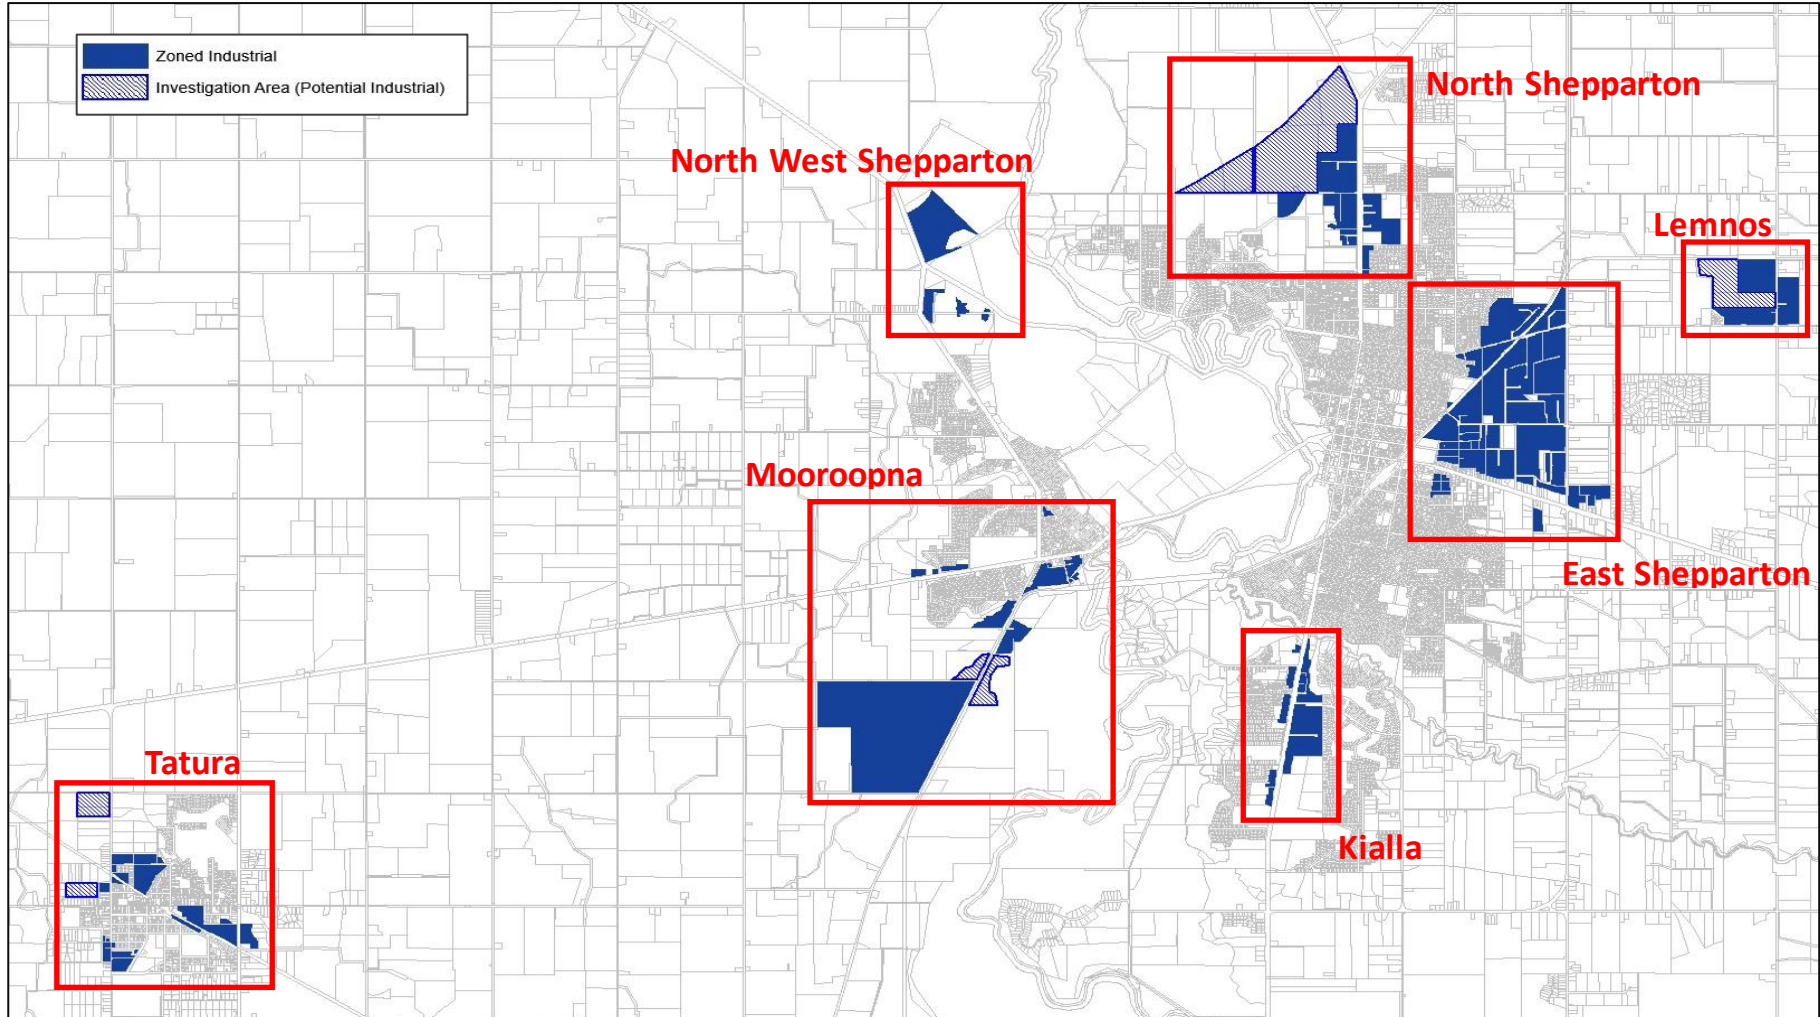 Zoned Industrial
Investigation Area (Potential Industrial)
North Shepparton
North West Shepparton
Lemnos
Mooroopna
East Shepparton
Tatura
Kialla